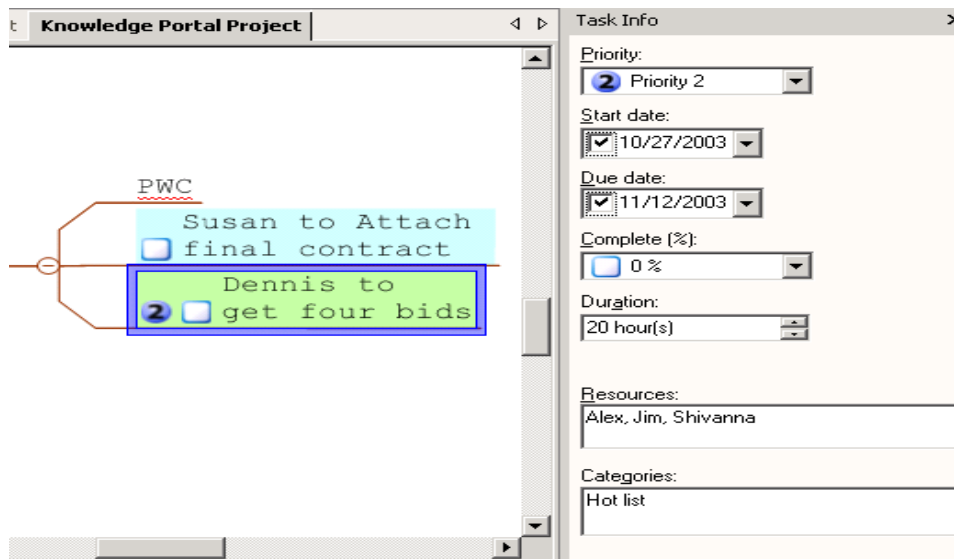 t Knowledge Portal Project
PWC
Susan to Attach
final contract
Dennis to
2 get four bids
Task Info
Priority:
2 Priority 2
Start date:
10/27/2003
Due date:
11/12/2003
Complete (%):
0 %
Duration:
20 hour(s)
Resources:
Alex, Jim, Shivanna
Categories:
Hot list